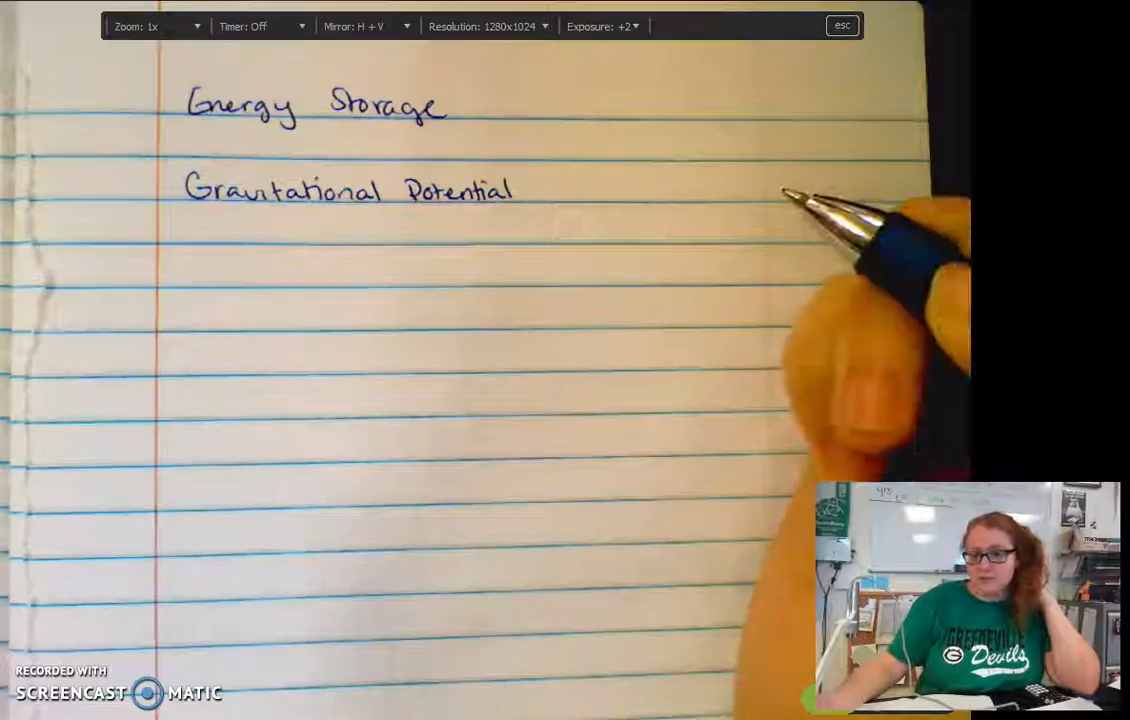 Zoom: 1x Timer: Off Mirror: H + V Resolution: 1280x1024 Exposure: +2 esc
Energy Storage
Gravitational Potential
GREENEVILLE
G Devils
RECORDED WITH
SCREENCAST MATIC